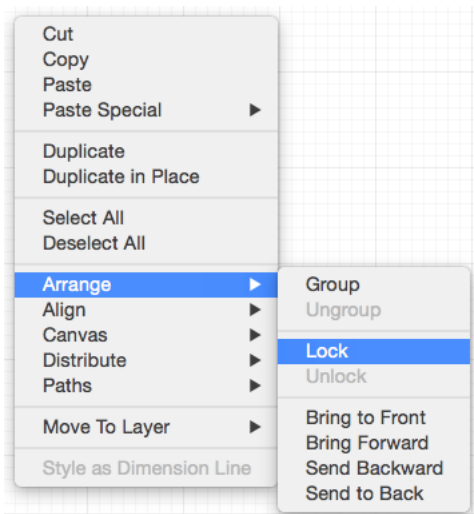 Cut
Copy
Paste
Paste Special
Duplicate
Duplicate in Place
Select All
Deselect All
Arrange
Align
Canvas
Distribute
Paths
Move To Layer
Style as Dimension Line
Group
Ungroup
Lock
Unlock
Bring to Front
Bring Forward
Send Backward
Send to Back